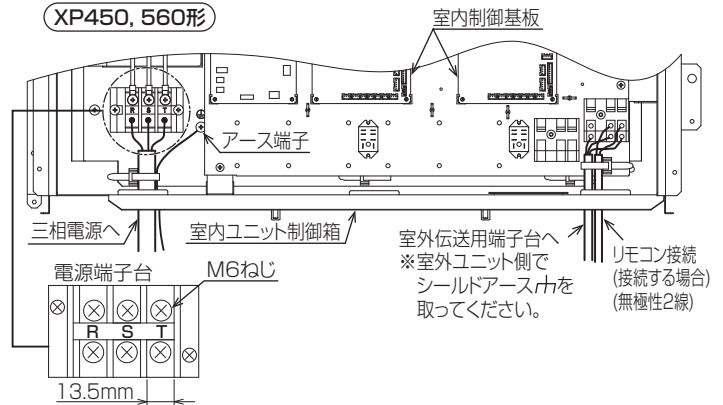 XP450, 560形
室内制御基板
R S T
アース端子
三相電源へ
室内ユニット制御箱
室外伝送用端子台へ
※室外ユニット側で
シールドアースを
取ってください。
リモコン接続
(接続する場合)
(無極性2線)
電源端子台
M6ねじ
R S T
13.5mm